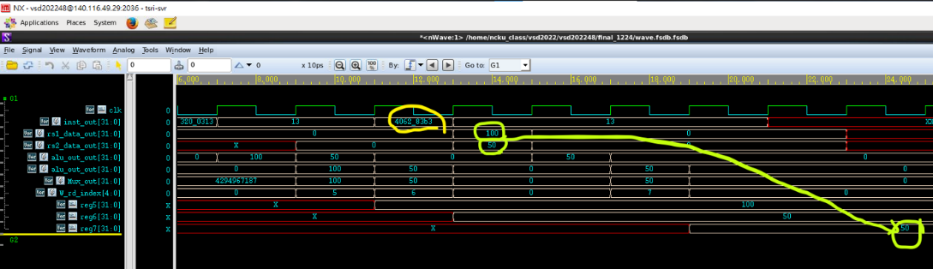 NX - vsd202248@140.116.49.29:2036 - tsri-svr
Applications Places System
*<nWave:1> /home/ncku_class/vsd2022/vsd202248/final_1224/wave.fsdb.fsdb
File Signal View Waveform Analog Tools Window Help
0 0 0 x 10ps By: Go to: G1
6,000 8,000 10,000 12,000 14,000 16,000 18,000 20,000 22,000 24,000
G1
clk 0
inst_out[31:0] 0 320_0313 13 4062_83b3 13
rs1_data_out[31:0] 0 0 100 0
rs2_data_out[31:0] X X 0 50 0
alu_out_out[31:0] 0 0 100 50 0 50 0
alu_out_out[31:0] 0 0 100 50 0 50 0
Mux_out[31:0] 0 4294967187 100 50 0 50 0
W_rd_index[4:0] 0 0 5 6 0 7 0
reg5[31:0] X X 100
reg6[31:0] X X 50
reg7[31:0] X X 50
G2